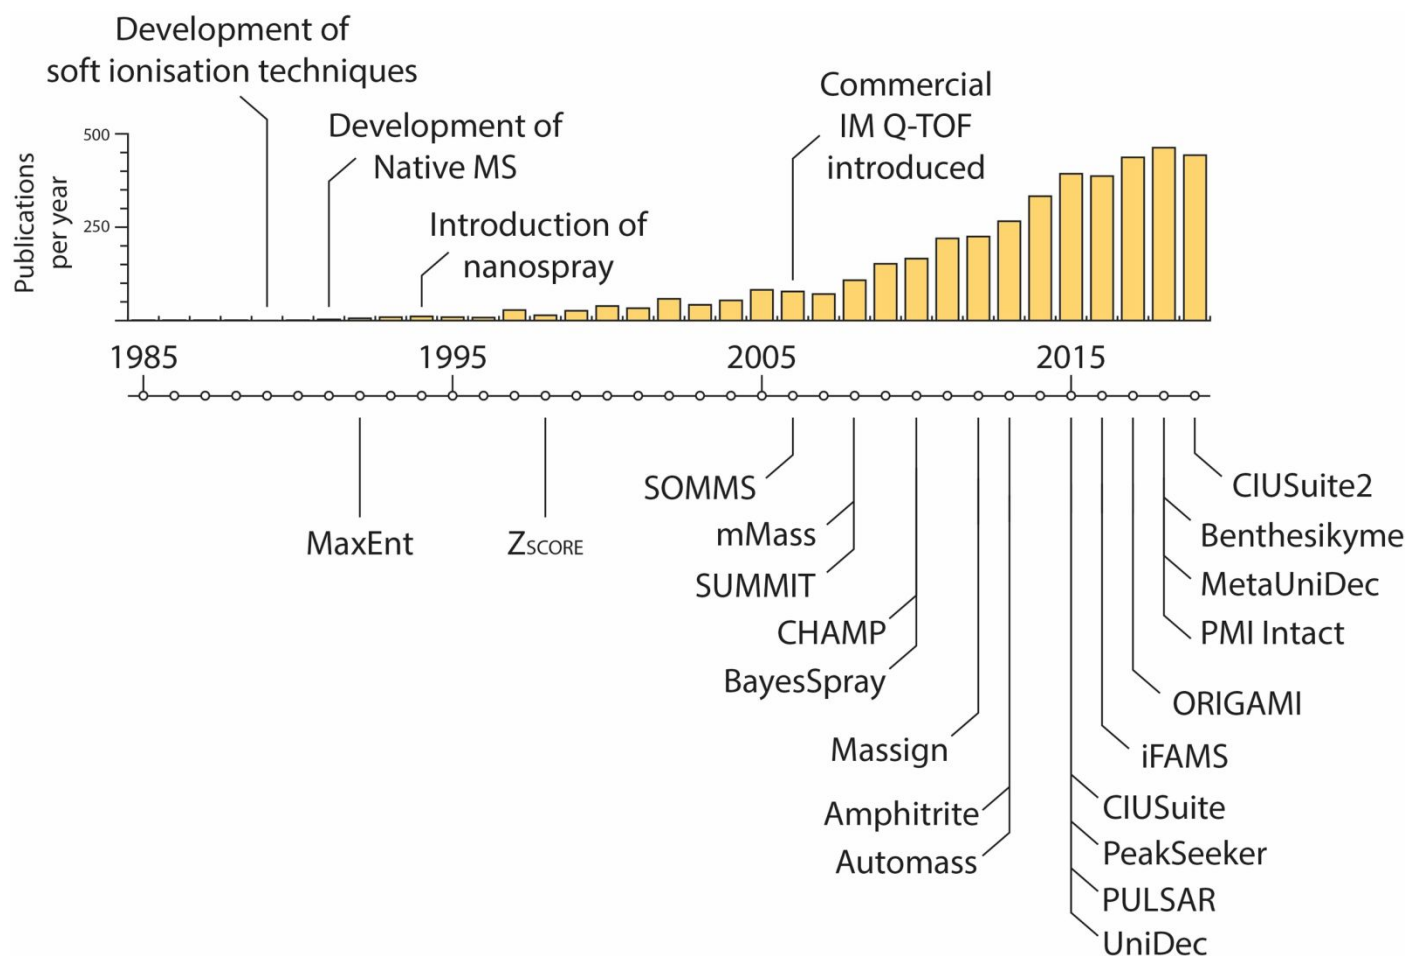 Development of
soft ionisation techniques
Development of
Native MS
Introduction of
nanospray
Commercial
IM Q-TOF
introduced
Publications
per year
500
250
1985
1995
2005
2015
MaxEnt
ZSCORE
SOMMS
mMass
SUMMIT
CHAMP
BayesSpray
Massign
Amphitrite
Automass
CIUSuite2
Benthesikyme
MetaUniDec
PMI Intact
ORIGAMI
iFAMS
CIUSuite
PeakSeeker
PULSAR
UniDec